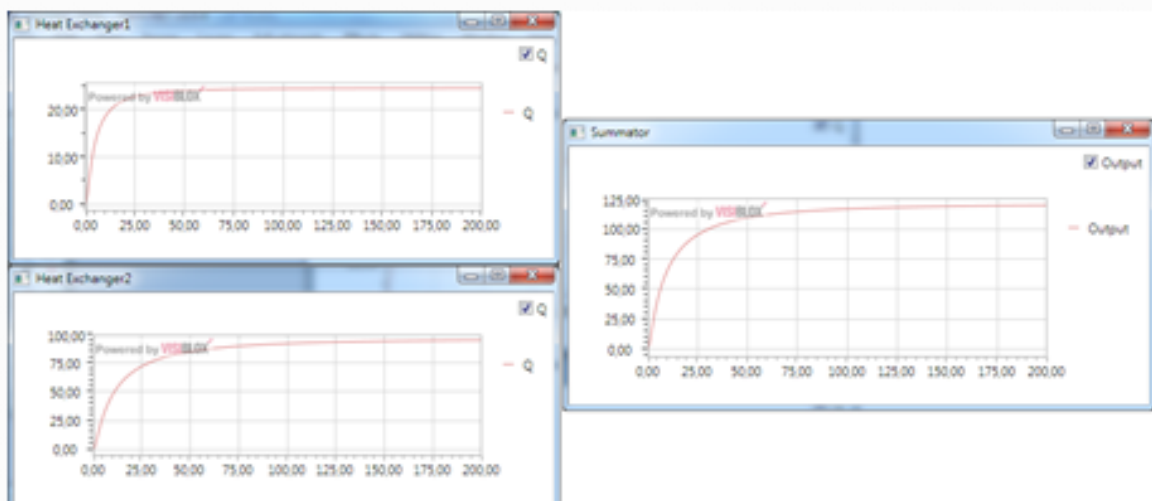 Heat Exchanger1
Q
Powered by VISIBLOX
Q
20,00
10,00
0,00
0,00 25,00 50,00 75,00 100,00 125,00 150,00 175,00 200,00
Heat Exchanger2
Q
100,00
Powered by VISIBLOX
75,00
Q
50,00
25,00
0,00
0,00 25,00 50,00 75,00 100,00 125,00 150,00 175,00 200,00
Summator
Output
125,00
Powered by VISIBLOX
100,00
Output
75,00
50,00
25,00
0,00
0,00 25,00 50,00 75,00 100,00 125,00 150,00 175,00 200,00